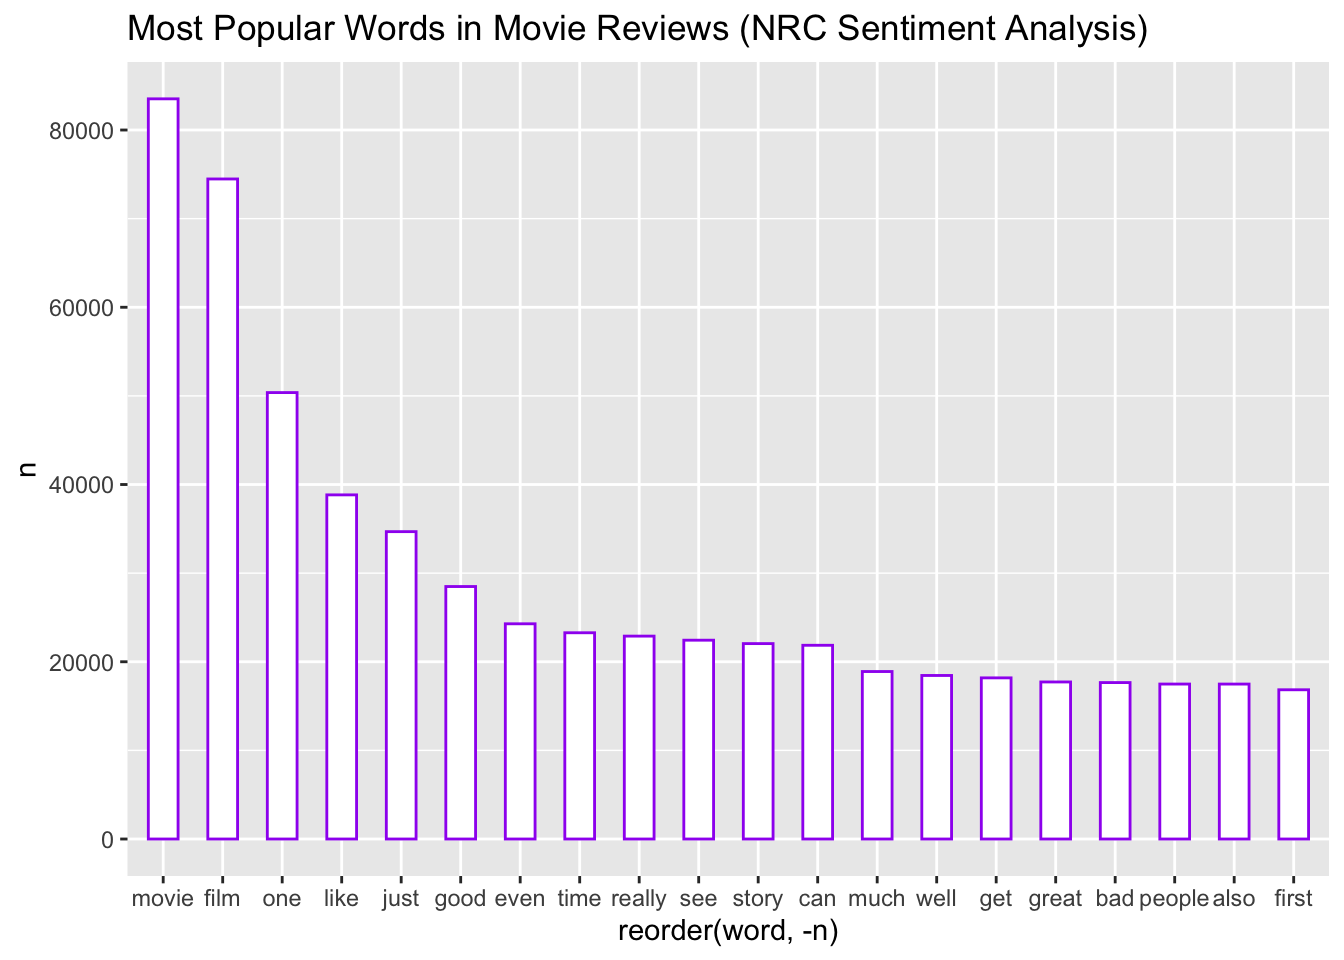 Most Popular Words in Movie Reviews (NRC Sentiment Analysis)
n
80000
60000
40000
20000
0
movie film one like just good even time really see story can much well get great bad people also first
reorder(word, -n)